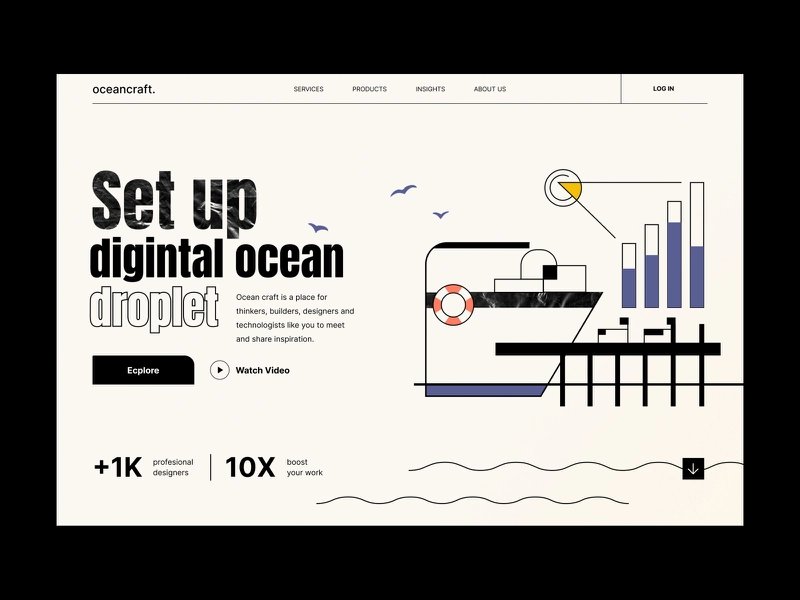 oceancraft.
SERVICES PRODUCTS INSIGHTS ABOUT US LOG IN
Set up
digintal ocean
droplet
Ocean craft is a place for
thinkers, builders, designers and
technologists like you to meet
and share inspiration.
Ecplore
Watch Video
+1K
profesional
designers
10X
boost
your work